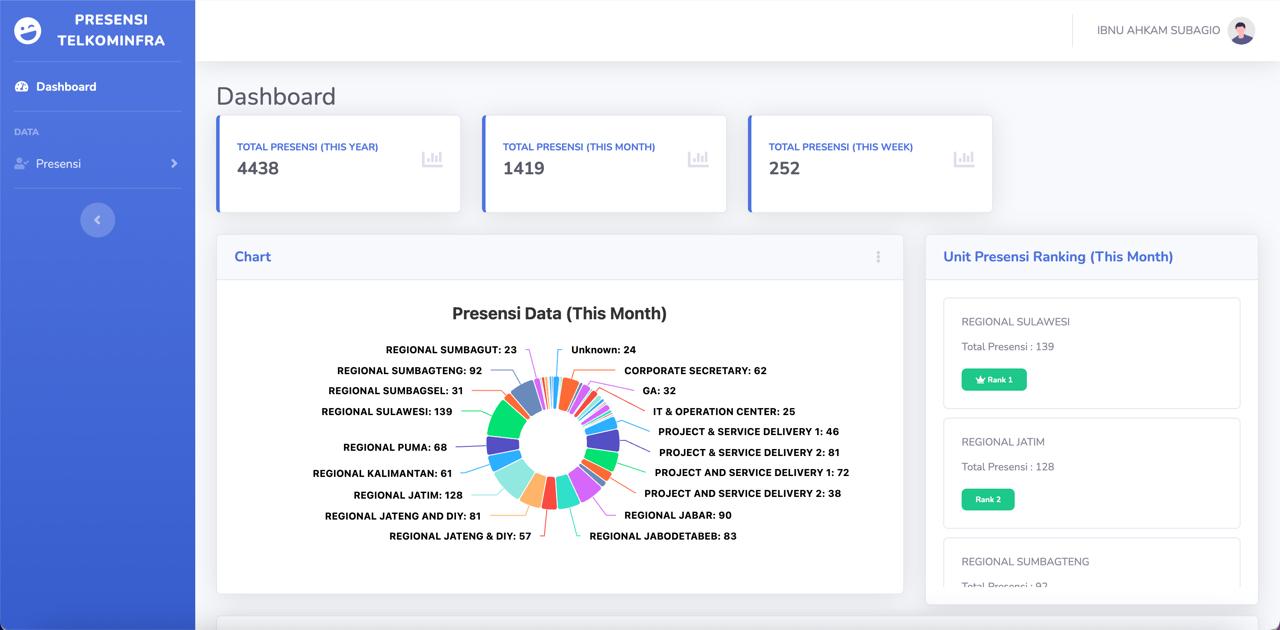 PRESENSI
TELKOMINFRA
IBNU AHKAM SUBAGIO
Dashboard
DATA
Presensi
Dashboard
TOTAL PRESENSI (THIS YEAR)
4438
TOTAL PRESENSI (THIS MONTH)
1419
TOTAL PRESENSI (THIS WEEK)
252
Chart
Presensi Data (This Month)
REGIONAL SUMBAGUT: 23
Unknown: 24
REGIONAL SUMBAGTENG: 92
CORPORATE SECRETARY: 62
REGIONAL SUMBAGSEL: 31
GA: 32
REGIONAL SULAWESI: 139
IT & OPERATION CENTER: 25
PROJECT & SERVICE DELIVERY 1: 46
REGIONAL PUMA: 68
PROJECT & SERVICE DELIVERY 2: 81
REGIONAL KALIMANTAN: 61
PROJECT AND SERVICE DELIVERY 1: 72
REGIONAL JATIM: 128
PROJECT AND SERVICE DELIVERY 2: 38
REGIONAL JATENG AND DIY: 81
REGIONAL JABAR: 90
REGIONAL JATENG & DIY: 57
REGIONAL JABODETABEB: 83
Unit Presensi Ranking (This Month)
REGIONAL SULAWESI
Total Presensi : 139
Rank 1
REGIONAL JATIM
Total Presensi : 128
Rank 2
REGIONAL SUMBAGTENG
Total Presensi : 92